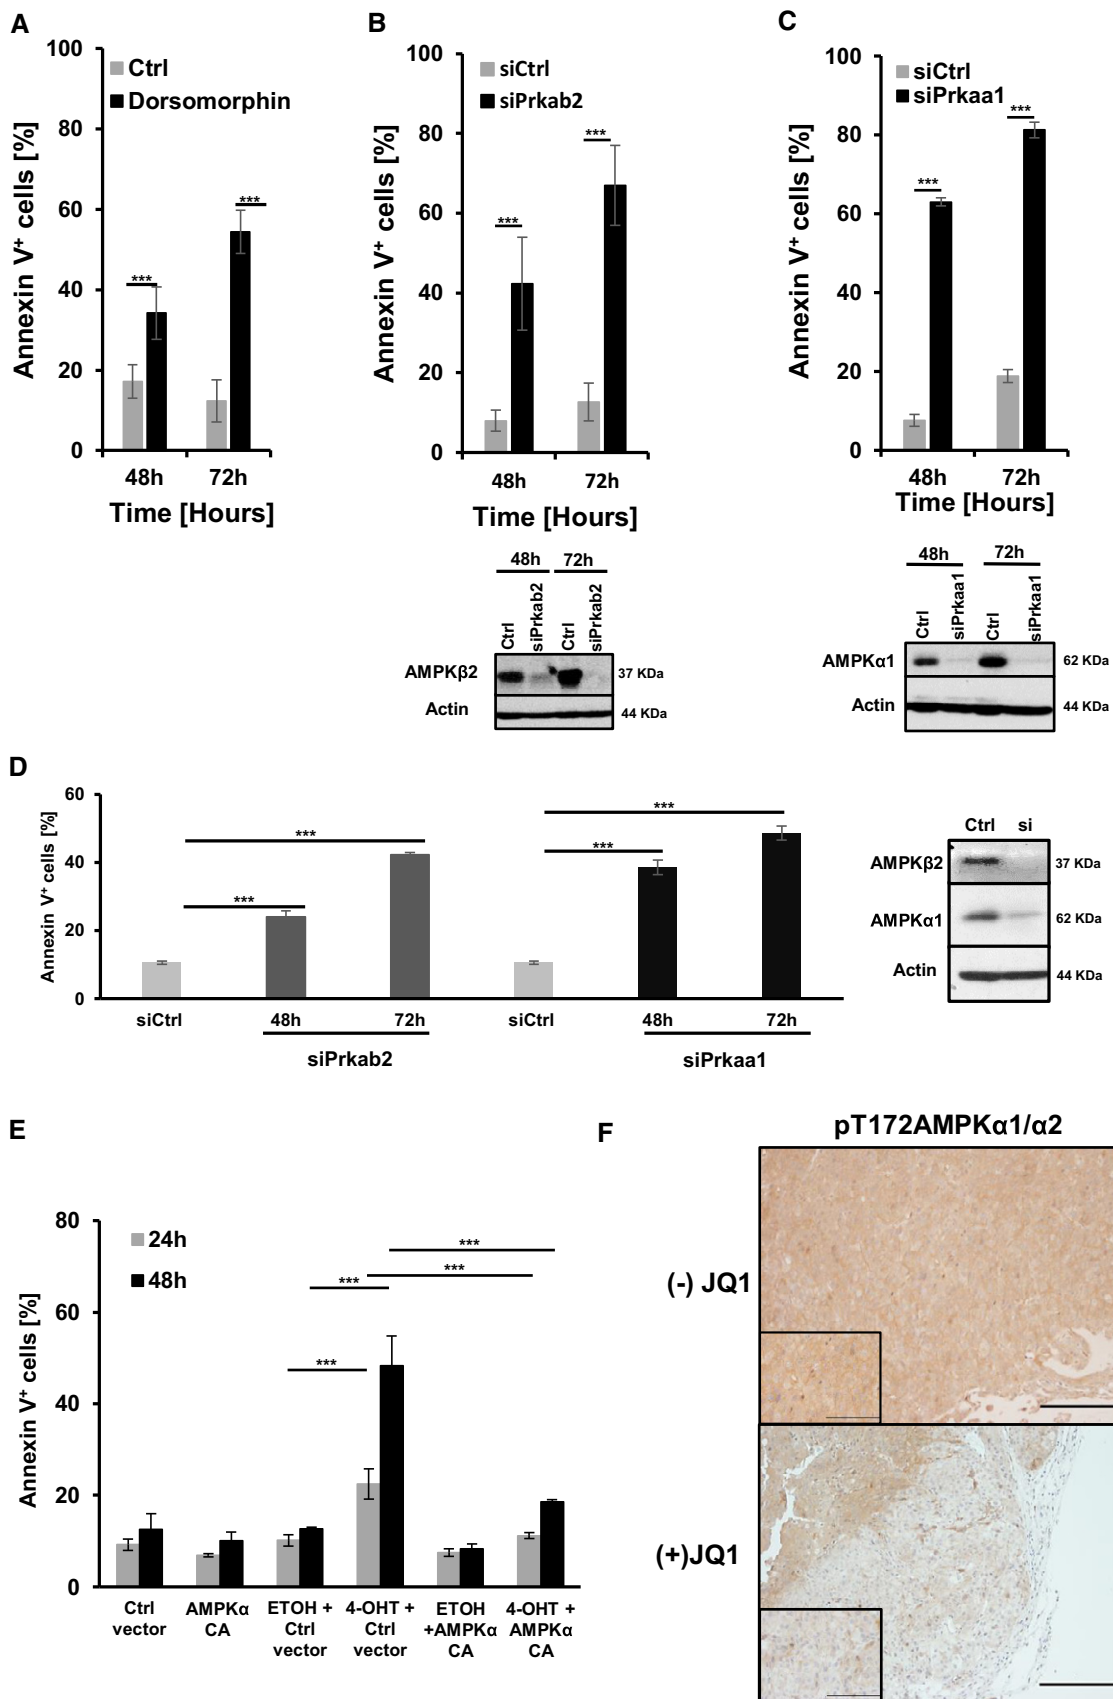 A
100
80
60
40
20
0
Annexin V⁺ cells [%]
Ctrl
Dorsomorphin
***
***
48h 72h
Time [Hours]
B
100
80
60
40
20
0
Annexin V⁺ cells [%]
siCtrl
siPrkab2
***
***
48h 72h
Time [Hours]
48h 72h
Ctrl siPrkab2 Ctrl siPrkab2
AMPKβ2 37 KDa
Actin 44 KDa
C
100
80
60
40
20
0
Annexin V⁺ cells [%]
siCtrl
siPrkaa1
***
***
48h 72h
Time [Hours]
48h 72h
Ctrl siPrkaa1 Ctrl siPrkaa1
AMPKα1 62 KDa
Actin 44 KDa
D
60
40
20
0
Annexin V⁺ cells [%]
***
***
***
***
siCtrl 48h 72h siCtrl 48h 72h
siPrkab2 siPrkaa1
Ctrl si
AMPKβ2 37 KDa
AMPKα1 62 KDa
Actin 44 KDa
E
80
60
40
20
0
Annexin V⁺ cells [%]
24h
48h
***
***
***
***
Ctrl vector
AMPKα CA
ETOH + Ctrl vector
4-OHT + Ctrl vector
ETOH +AMPKα CA
4-OHT + AMPKα CA
F
pT172AMPKα1/α2
(-) JQ1
(+)JQ1